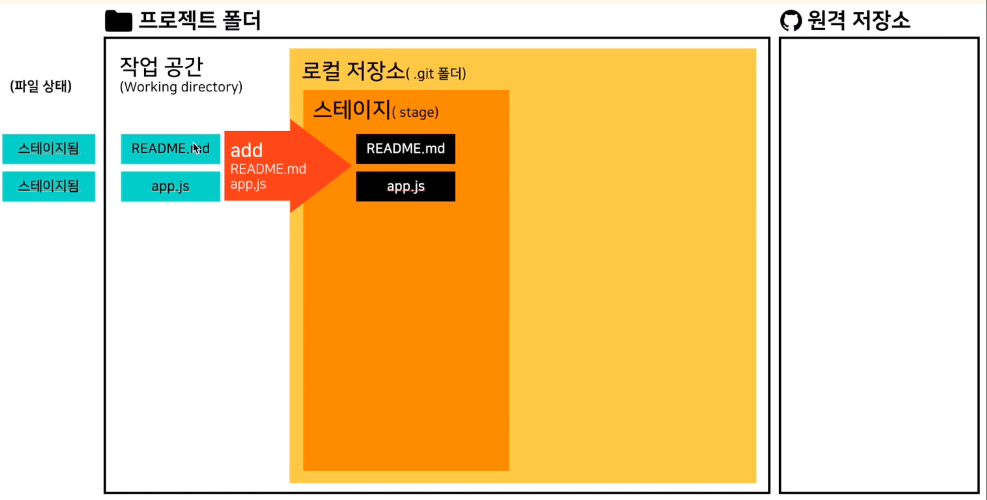 프로젝트 폴더
원격 저장소
작업 공간
(Working directory)
로컬 저장소( .git 폴더)
(파일 상태)
스테이지( stage)
스테이지됨
README.md
add
README.md
app.js
README.md
스테이지됨
app.js
app.js